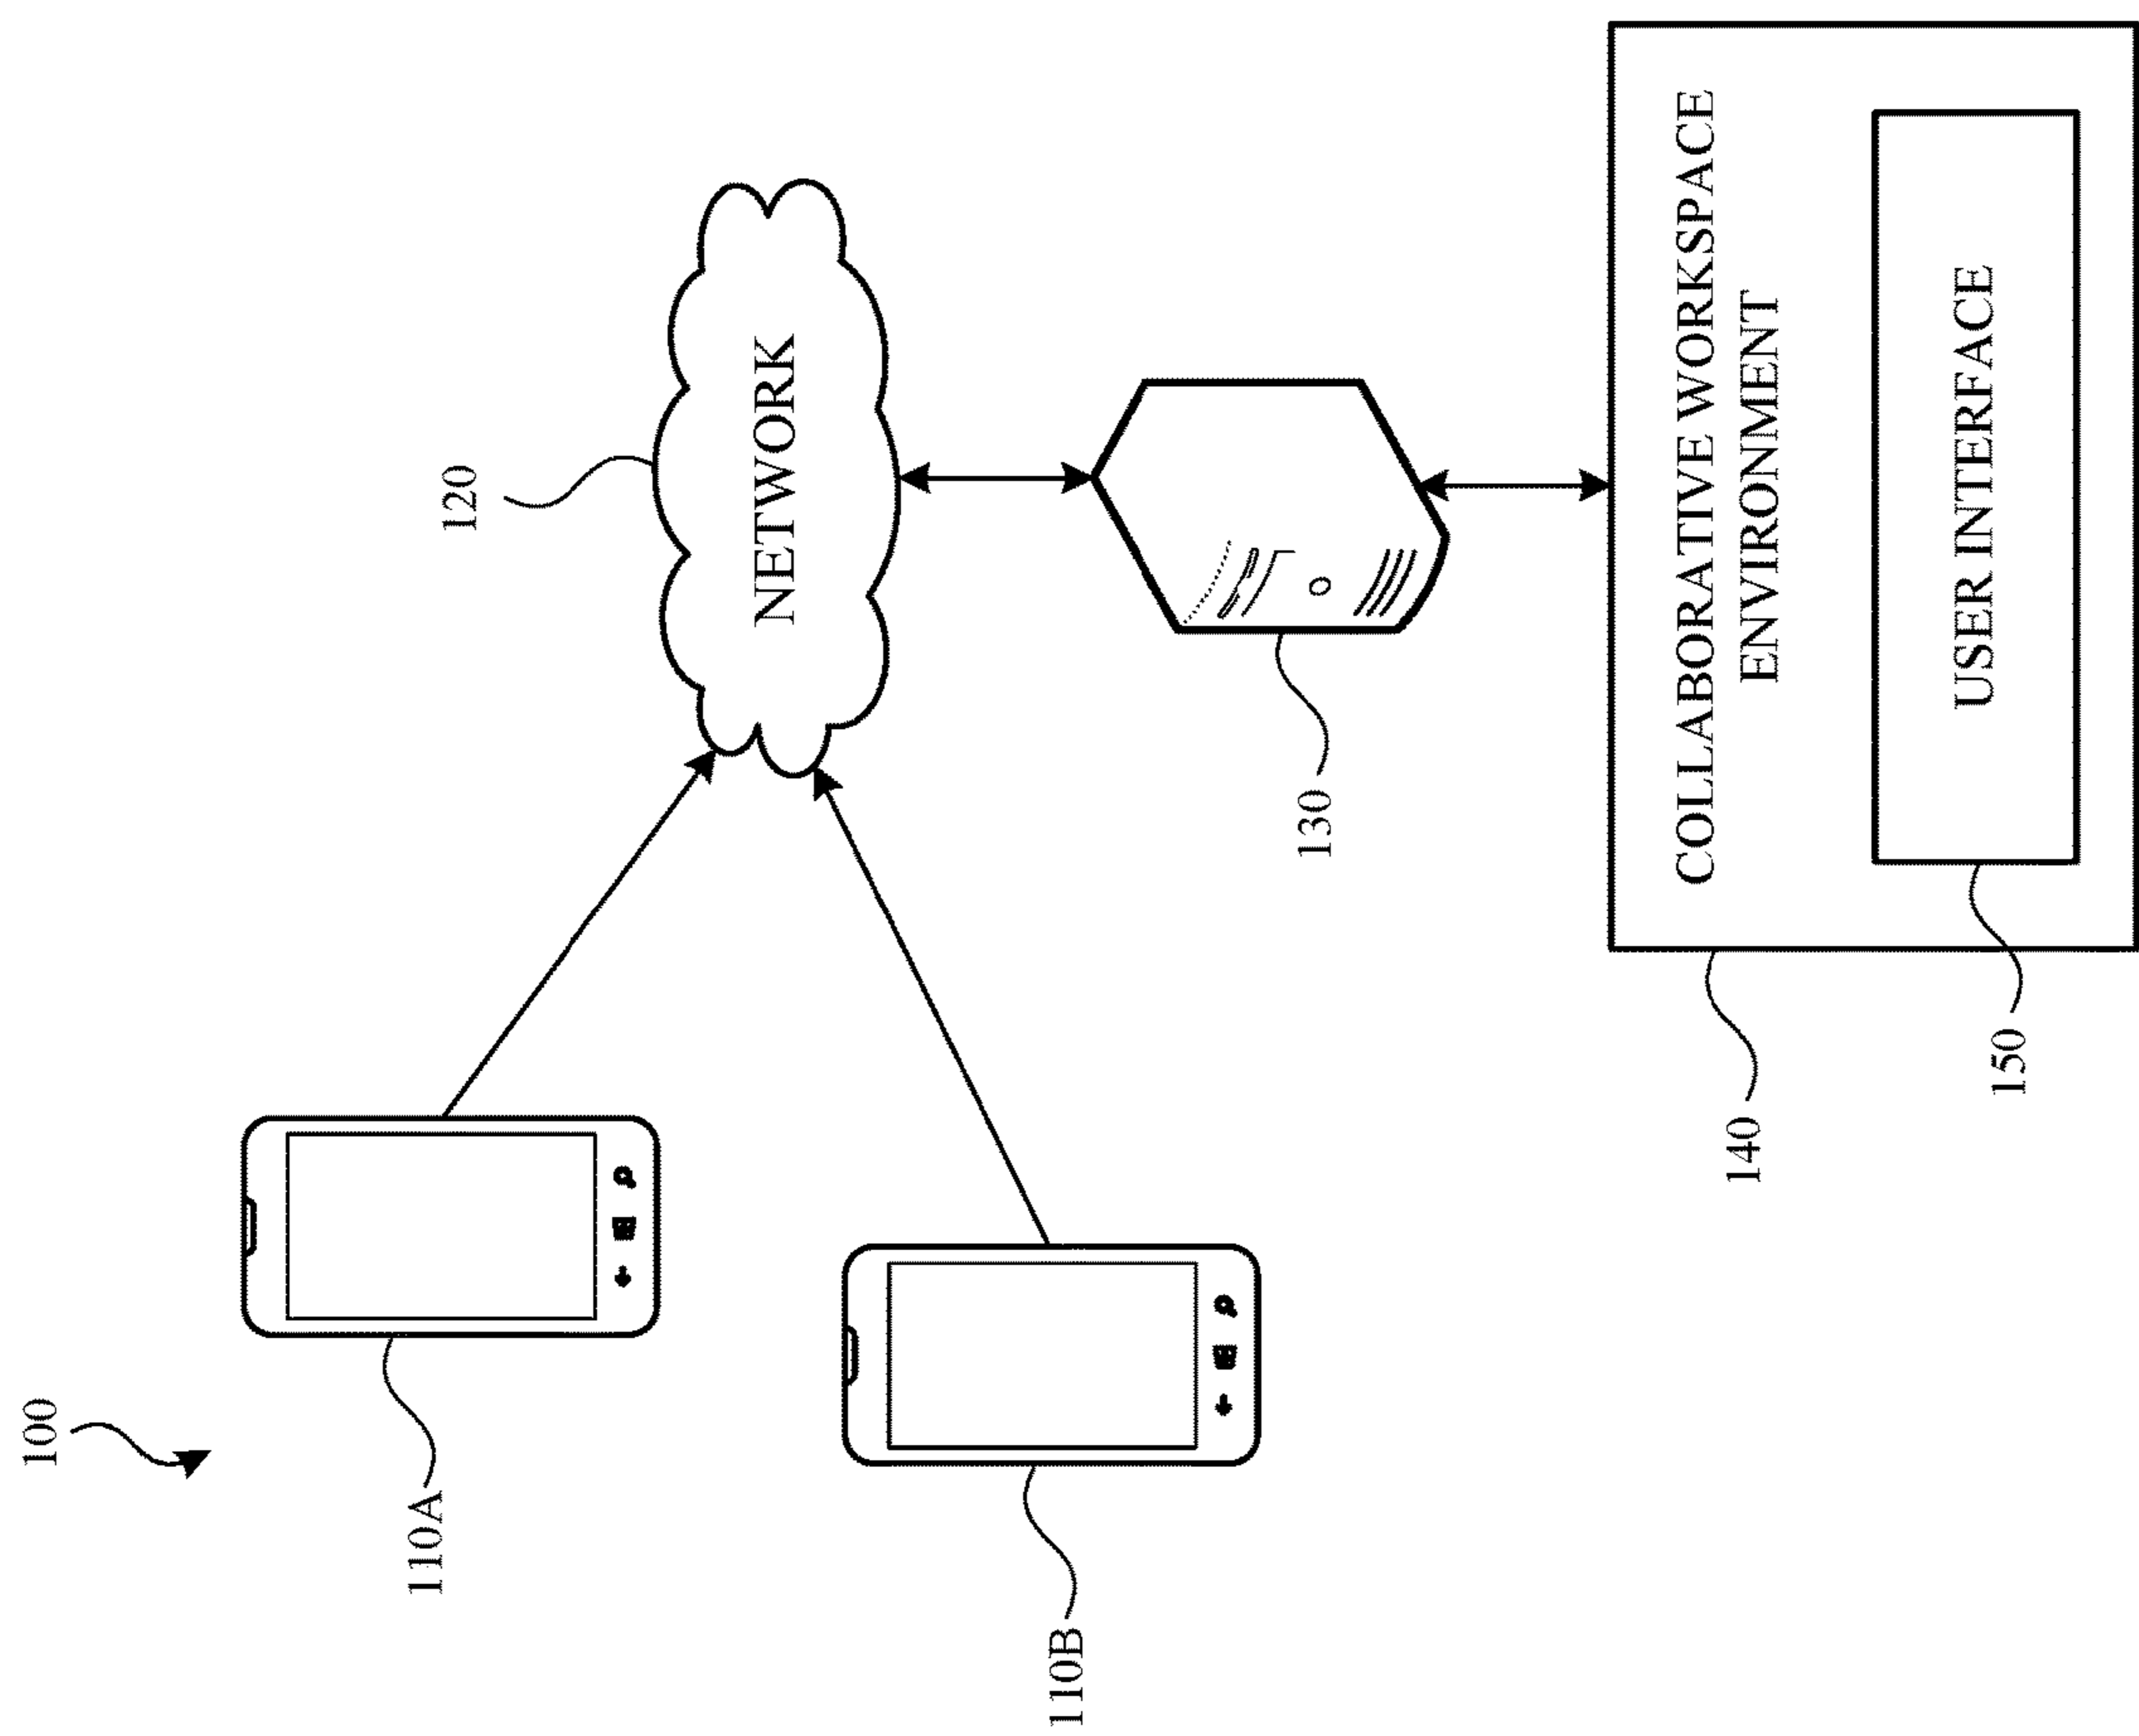 100
110A
110B
120
NETWORK
130
140
COLLABORATIVE WORKSPACE
ENVIRONMENT
USER INTERFACE
150